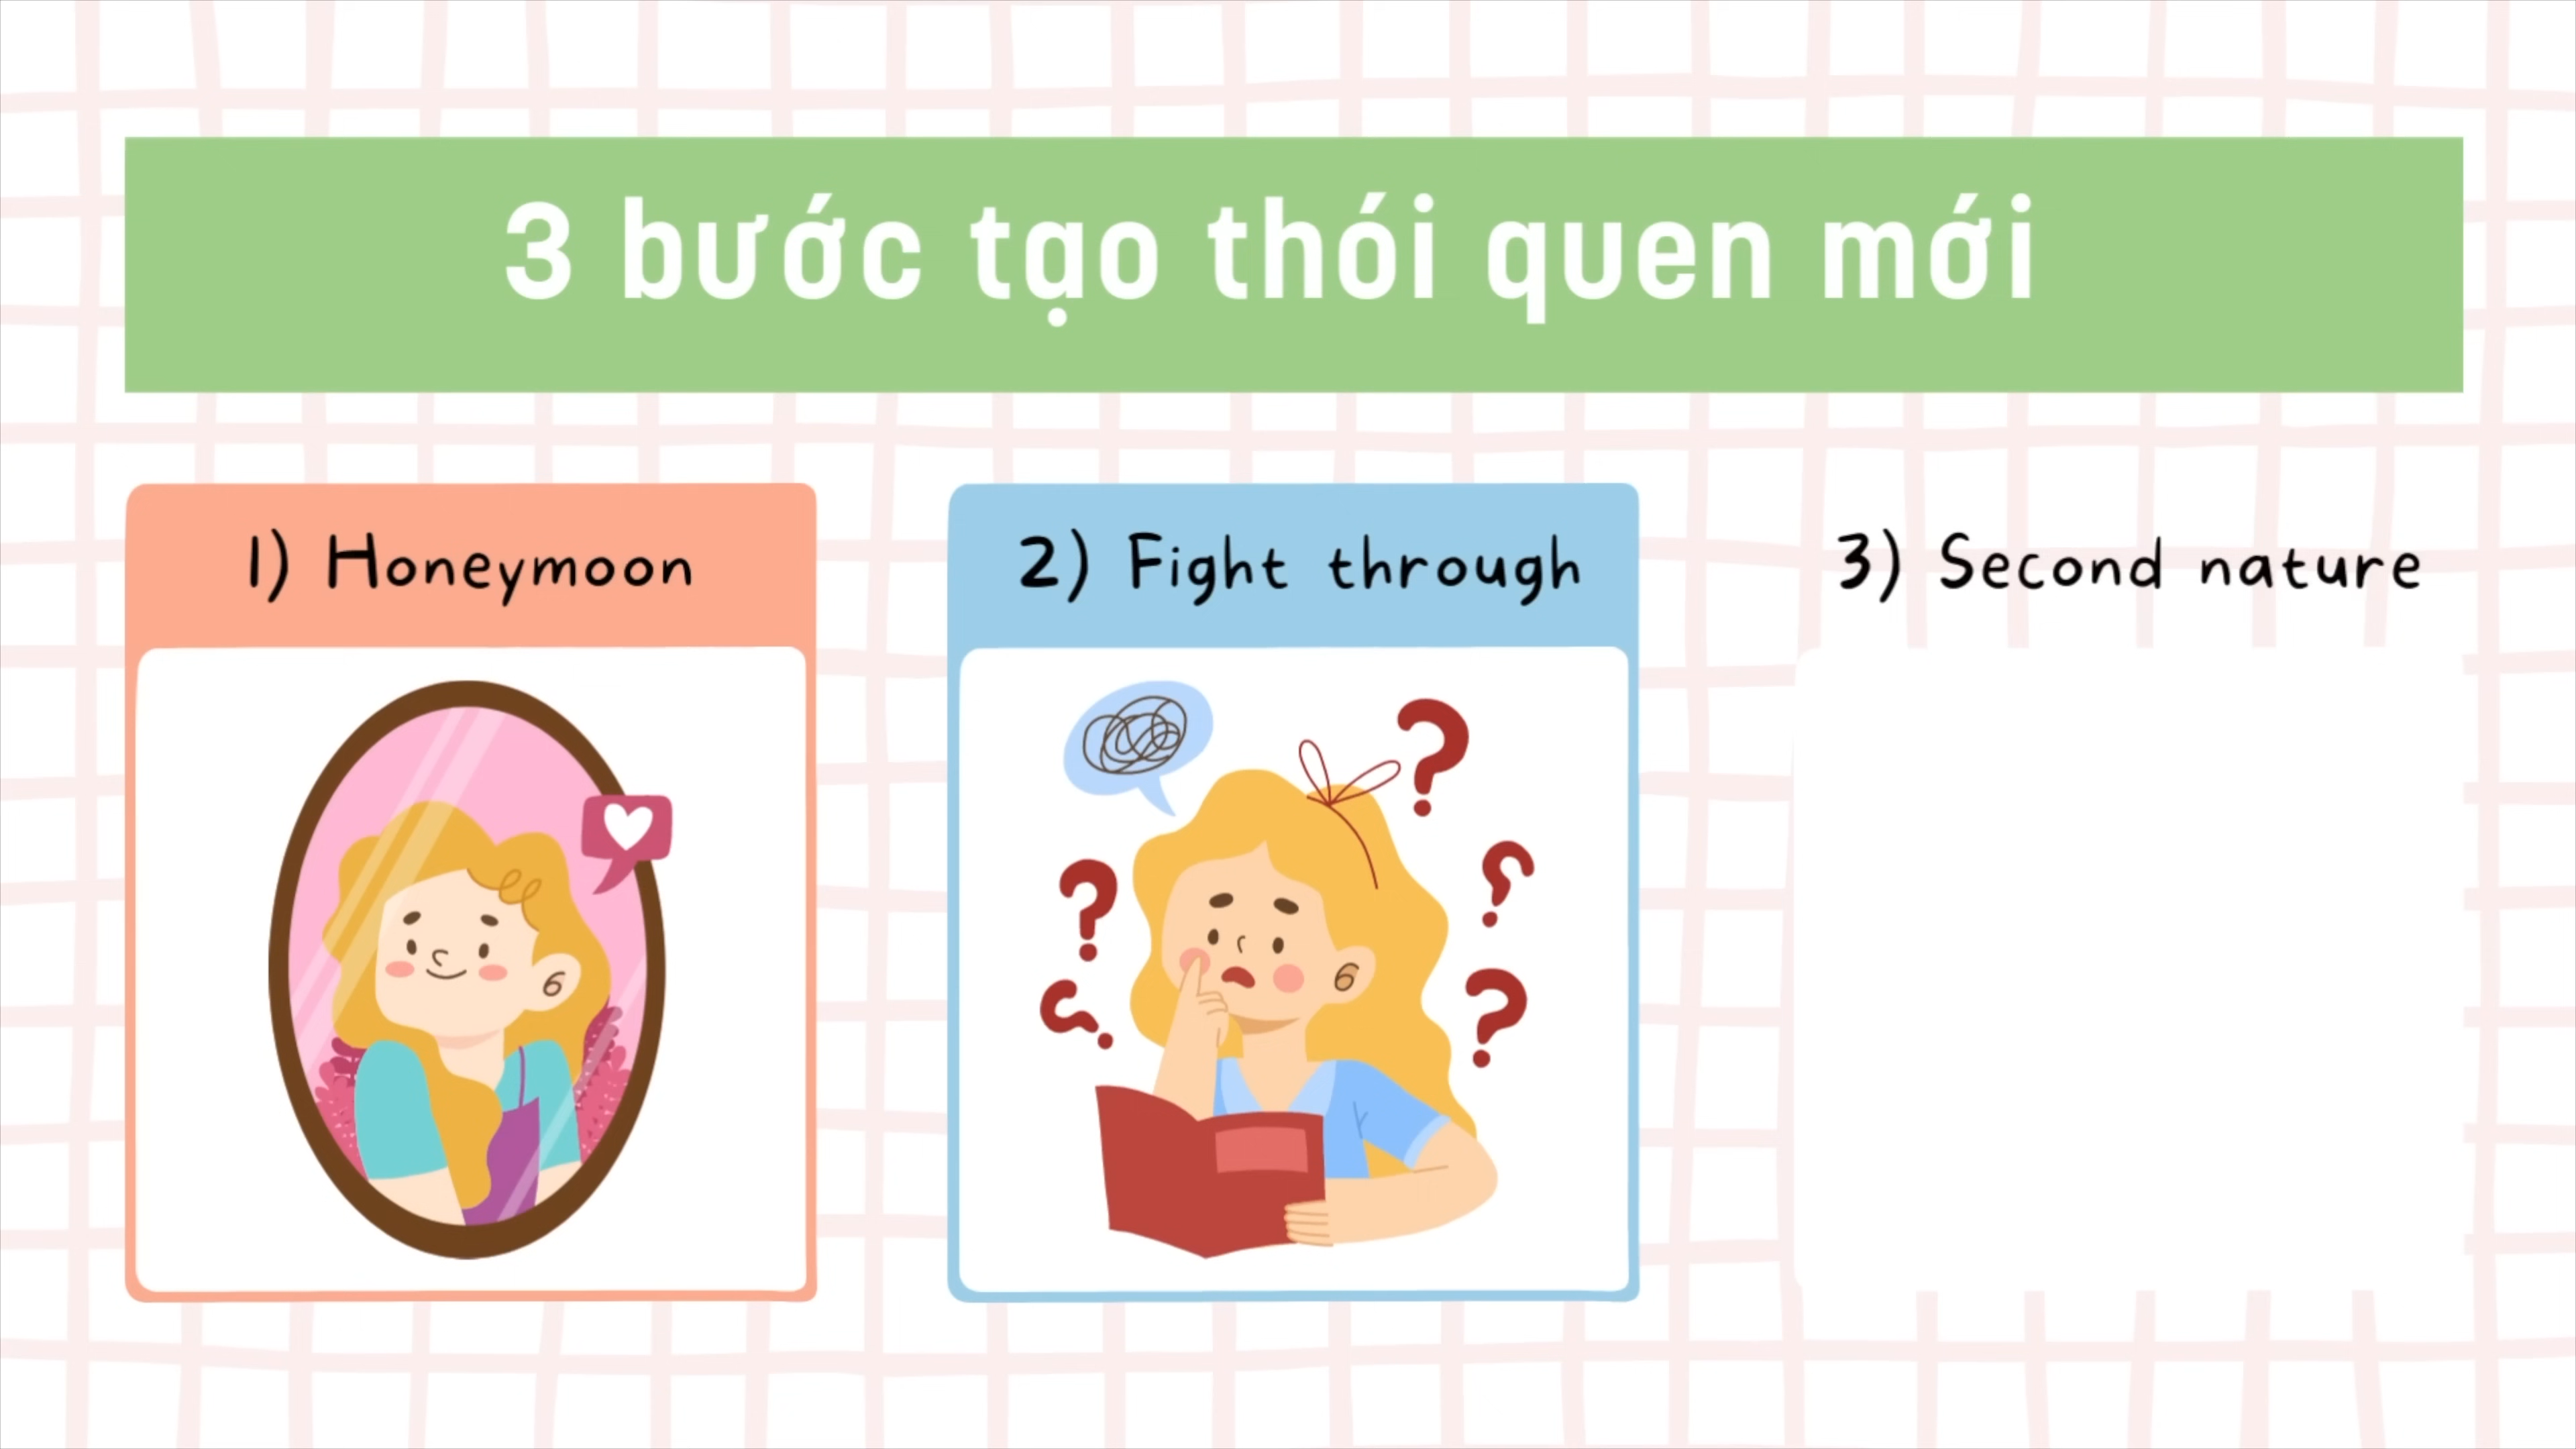 3 bước tạo thói quen mới
1) Honeymoon
2) Fight through
3) Second nature